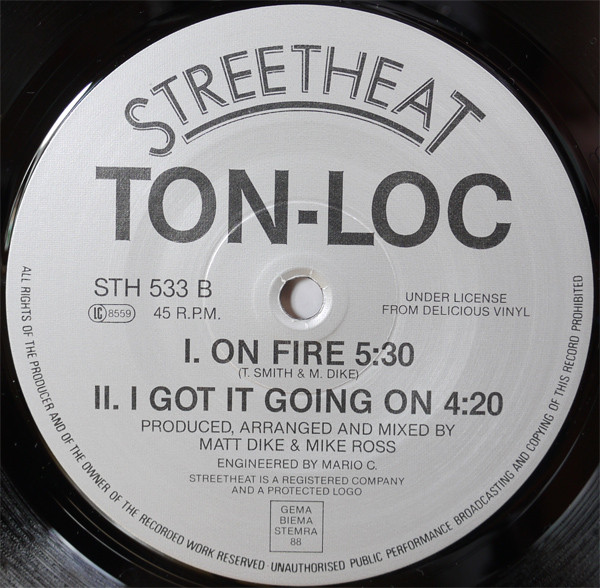 STREETHEAT
TON-LOC
STH 533 B
LC 8559 45 R.P.M.
UNDER LICENSE
FROM DELICIOUS VINYL
I. ON FIRE 5:30
(T. SMITH & M. DIKE)
II. I GOT IT GOING ON 4:20
PRODUCED, ARRANGED AND MIXED BY
MATT DIKE & MIKE ROSS
ENGINEERED BY MARIO C.
STREETHEAT IS A REGISTERED COMPANY
AND A PROTECTED LOGO
GEMA
BIEMA
STEMRA
88
ALL RIGHTS OF THE PRODUCER AND OF THE OWNER OF THE RECORDED WORK RESERVED · UNAUTHORISED PUBLIC PERFORMANCE BROADCASTING AND COPYING OF THIS RECORD PROHIBITED